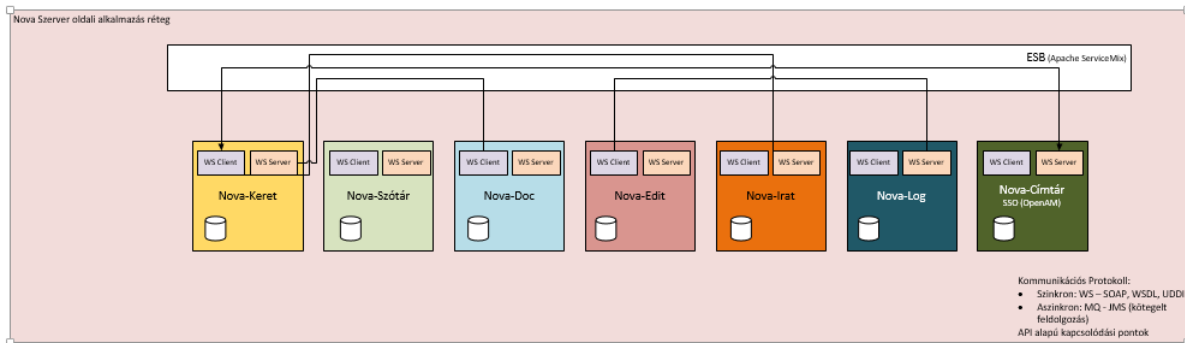 Nova Szerver oldali alkalmazás réteg
ESB (Apache ServiceMix)
WS Client WS Server WS Client WS Server WS Client WS Server WS Client WS Server WS Client WS Server WS Client WS Server WS Client WS Server
Nova-Keret Nova-Szótár Nova-Doc Nova-Edit Nova-Irat Nova-Log Nova-Címtár
SSO (OpenAM)
Kommunikációs Protokoll:
• Szinkron: WS – SOAP, WSDL, UDDI
• Aszinkron: MQ - JMS (kötegelt
feldolgozás)
API alapú kapcsolódási pontok